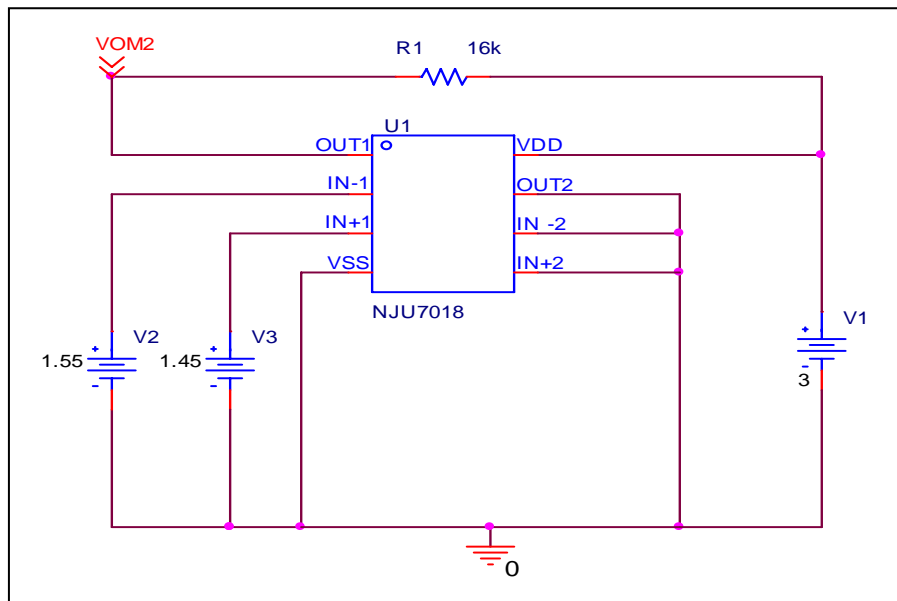 VOM2
R1 16k
U1
OUT1 VDD
IN-1 OUT2
IN+1 IN -2
VSS IN+2
NJU7018
V1
+
3
-
V2
+
1.55
-
V3
+
1.45
-
0